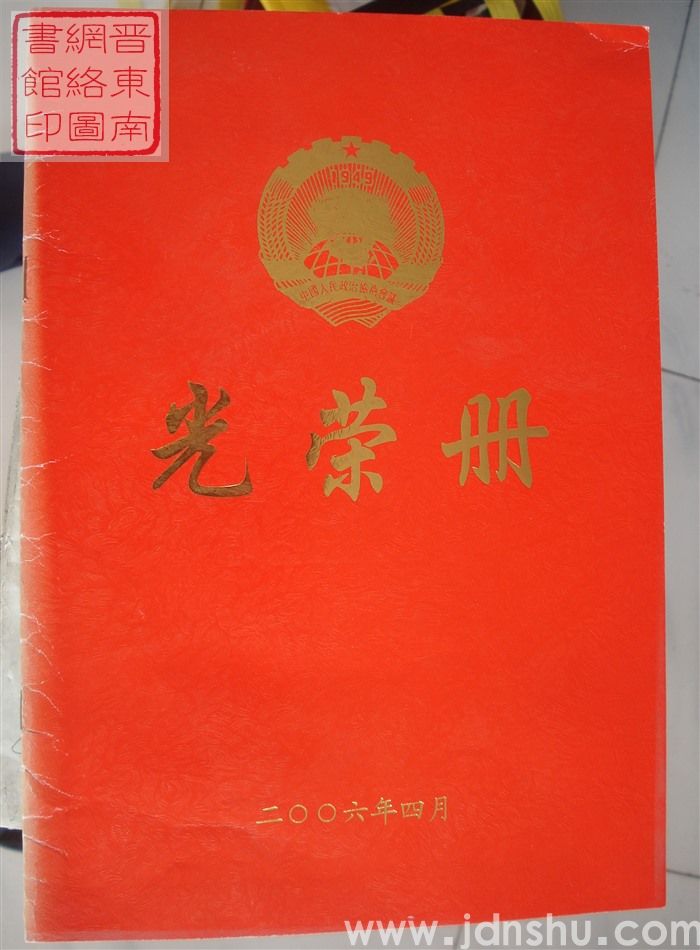 晋東南
網絡圖
書館印
1949
中國人民政治協商會議
光荣册
二〇〇六年四月
www.jdnshu.com